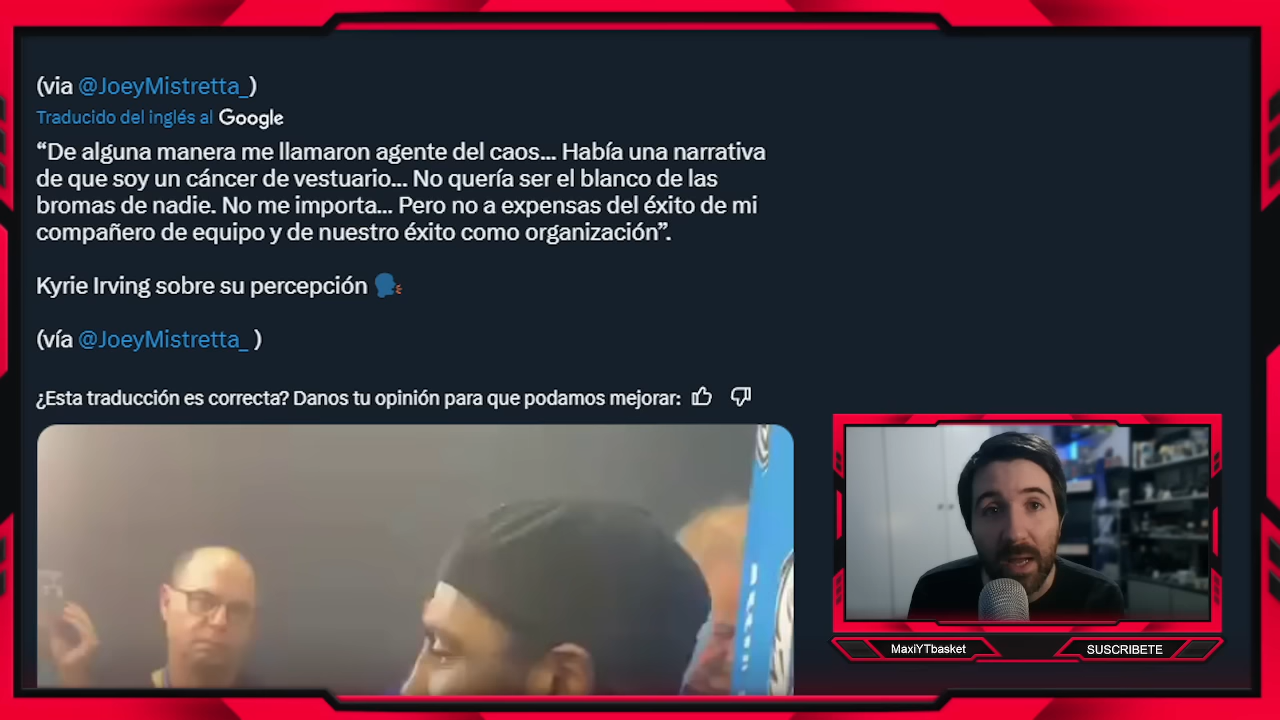 (via @JoeyMistretta_)
Traducido del inglés al Google
“De alguna manera me llamaron agente del caos... Había una narrativa
de que soy un cáncer de vestuario... No quería ser el blanco de las
bromas de nadie. No me importa... Pero no a expensas del éxito de mi
compañero de equipo y de nuestro éxito como organización”.
Kyrie Irving sobre su percepción
(vía @JoeyMistretta_ )
¿Esta traducción es correcta? Danos tu opinión para que podamos mejorar:
MaxiYTbasket
SUSCRIBETE